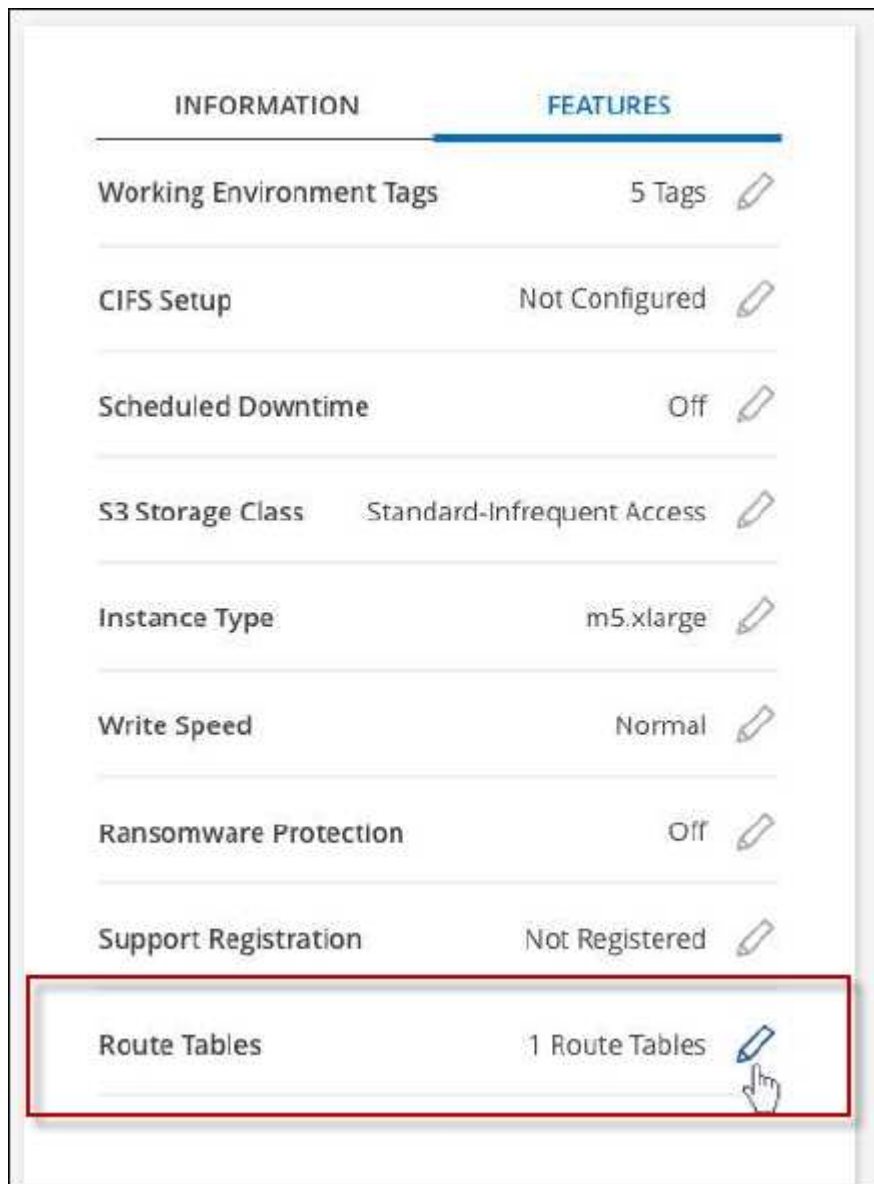 INFORMATION FEATURES
Working Environment Tags 5 Tags
CIFS Setup Not Configured
Scheduled Downtime Off
S3 Storage Class Standard-Infrequent Access
Instance Type m5.xlarge
Write Speed Normal
Ransomware Protection Off
Support Registration Not Registered
Route Tables 1 Route Tables